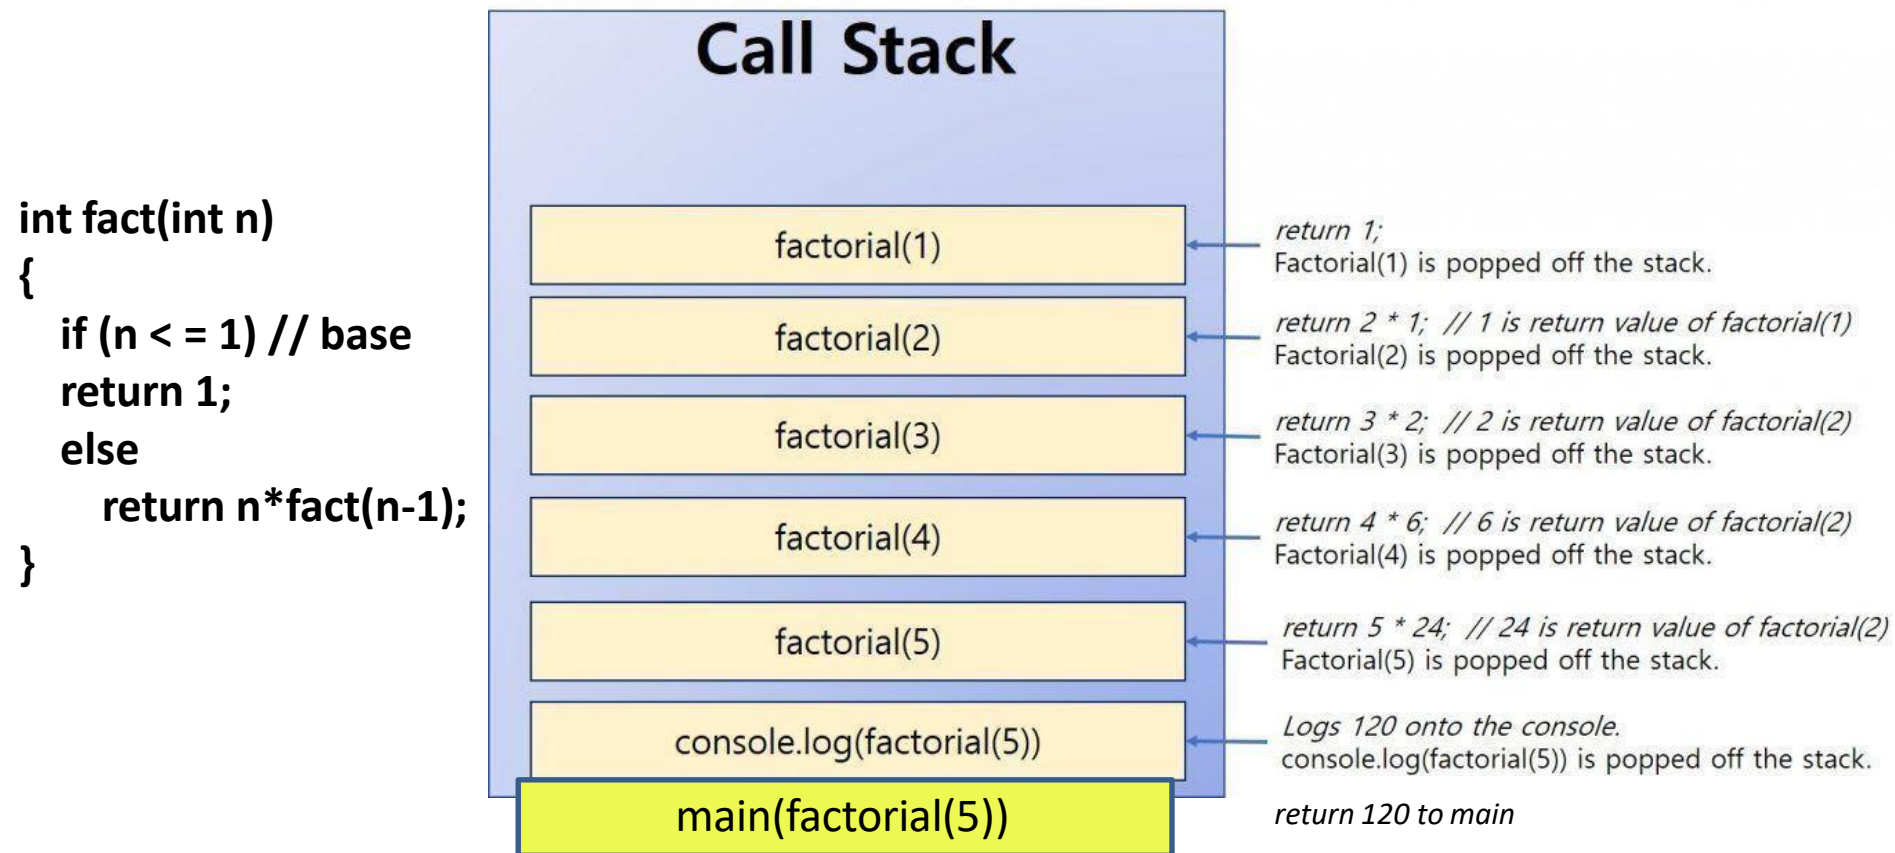 Call Stack
int fact(int n)
{
if (n < = 1) // base
return 1;
else
return n*fact(n-1);
}
factorial(1)
return 1;
Factorial(1) is popped off the stack.
factorial(2)
return 2 * 1; // 1 is return value of factorial(1)
Factorial(2) is popped off the stack.
factorial(3)
return 3 * 2; // 2 is return value of factorial(2)
Factorial(3) is popped off the stack.
factorial(4)
return 4 * 6; // 6 is return value of factorial(2)
Factorial(4) is popped off the stack.
factorial(5)
return 5 * 24; // 24 is return value of factorial(2)
Factorial(5) is popped off the stack.
console.log(factorial(5))
Logs 120 onto the console.
console.log(factorial(5)) is popped off the stack.
main(factorial(5))
return 120 to main